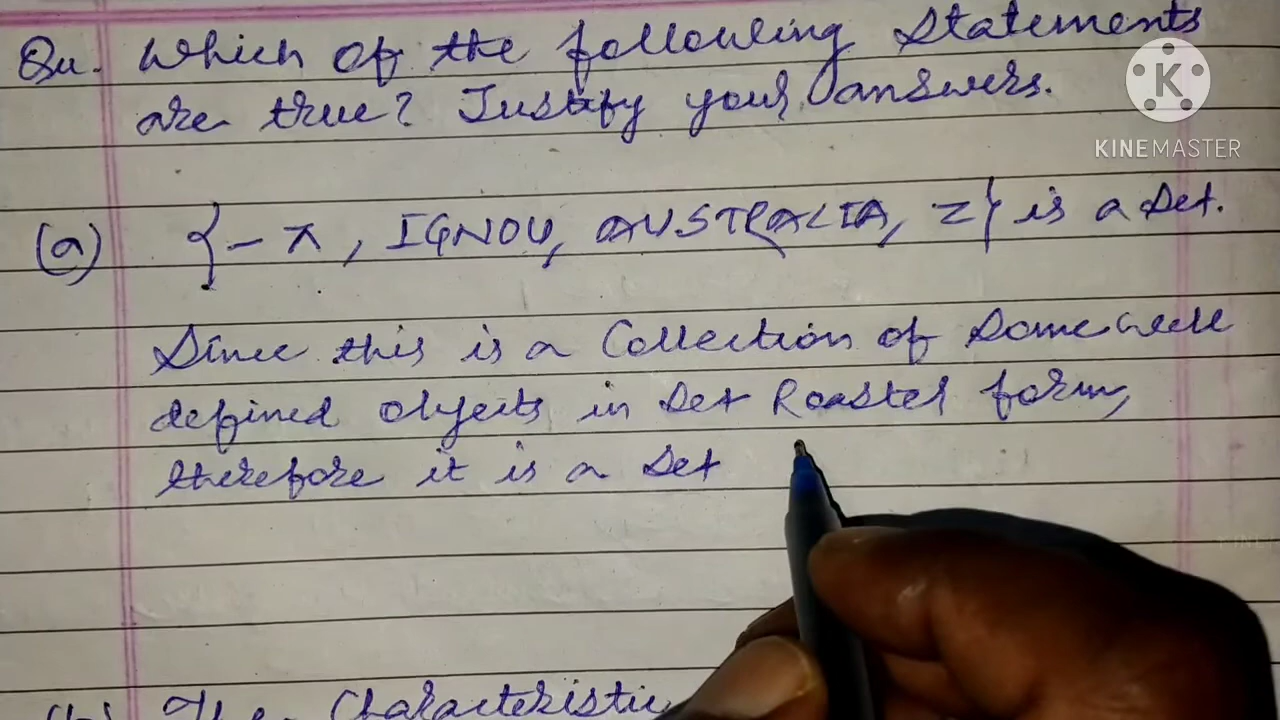 Qu. Which of the following statements
are true? Justify your answers.
K
KINEMASTER
(a) {-x, IGNOU, AUSTRALIA, z} is a set.
Since this is a collection of some well
defined objects in set Roaster form,
therefore it is a set
(b) The Characteristic